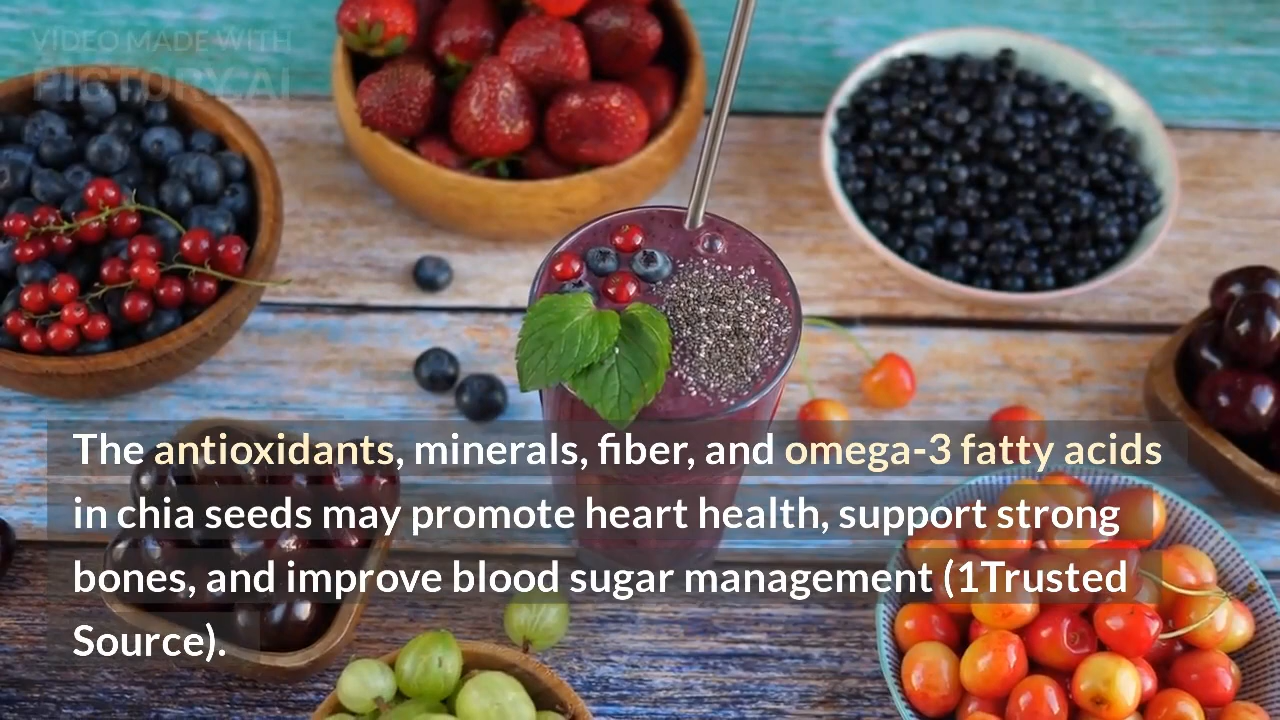 VIDEO MADE WITH
PICTORY.AI
The antioxidants, minerals, fiber, and omega-3 fatty acids
in chia seeds may promote heart health, support strong
bones, and improve blood sugar management (1Trusted
Source).